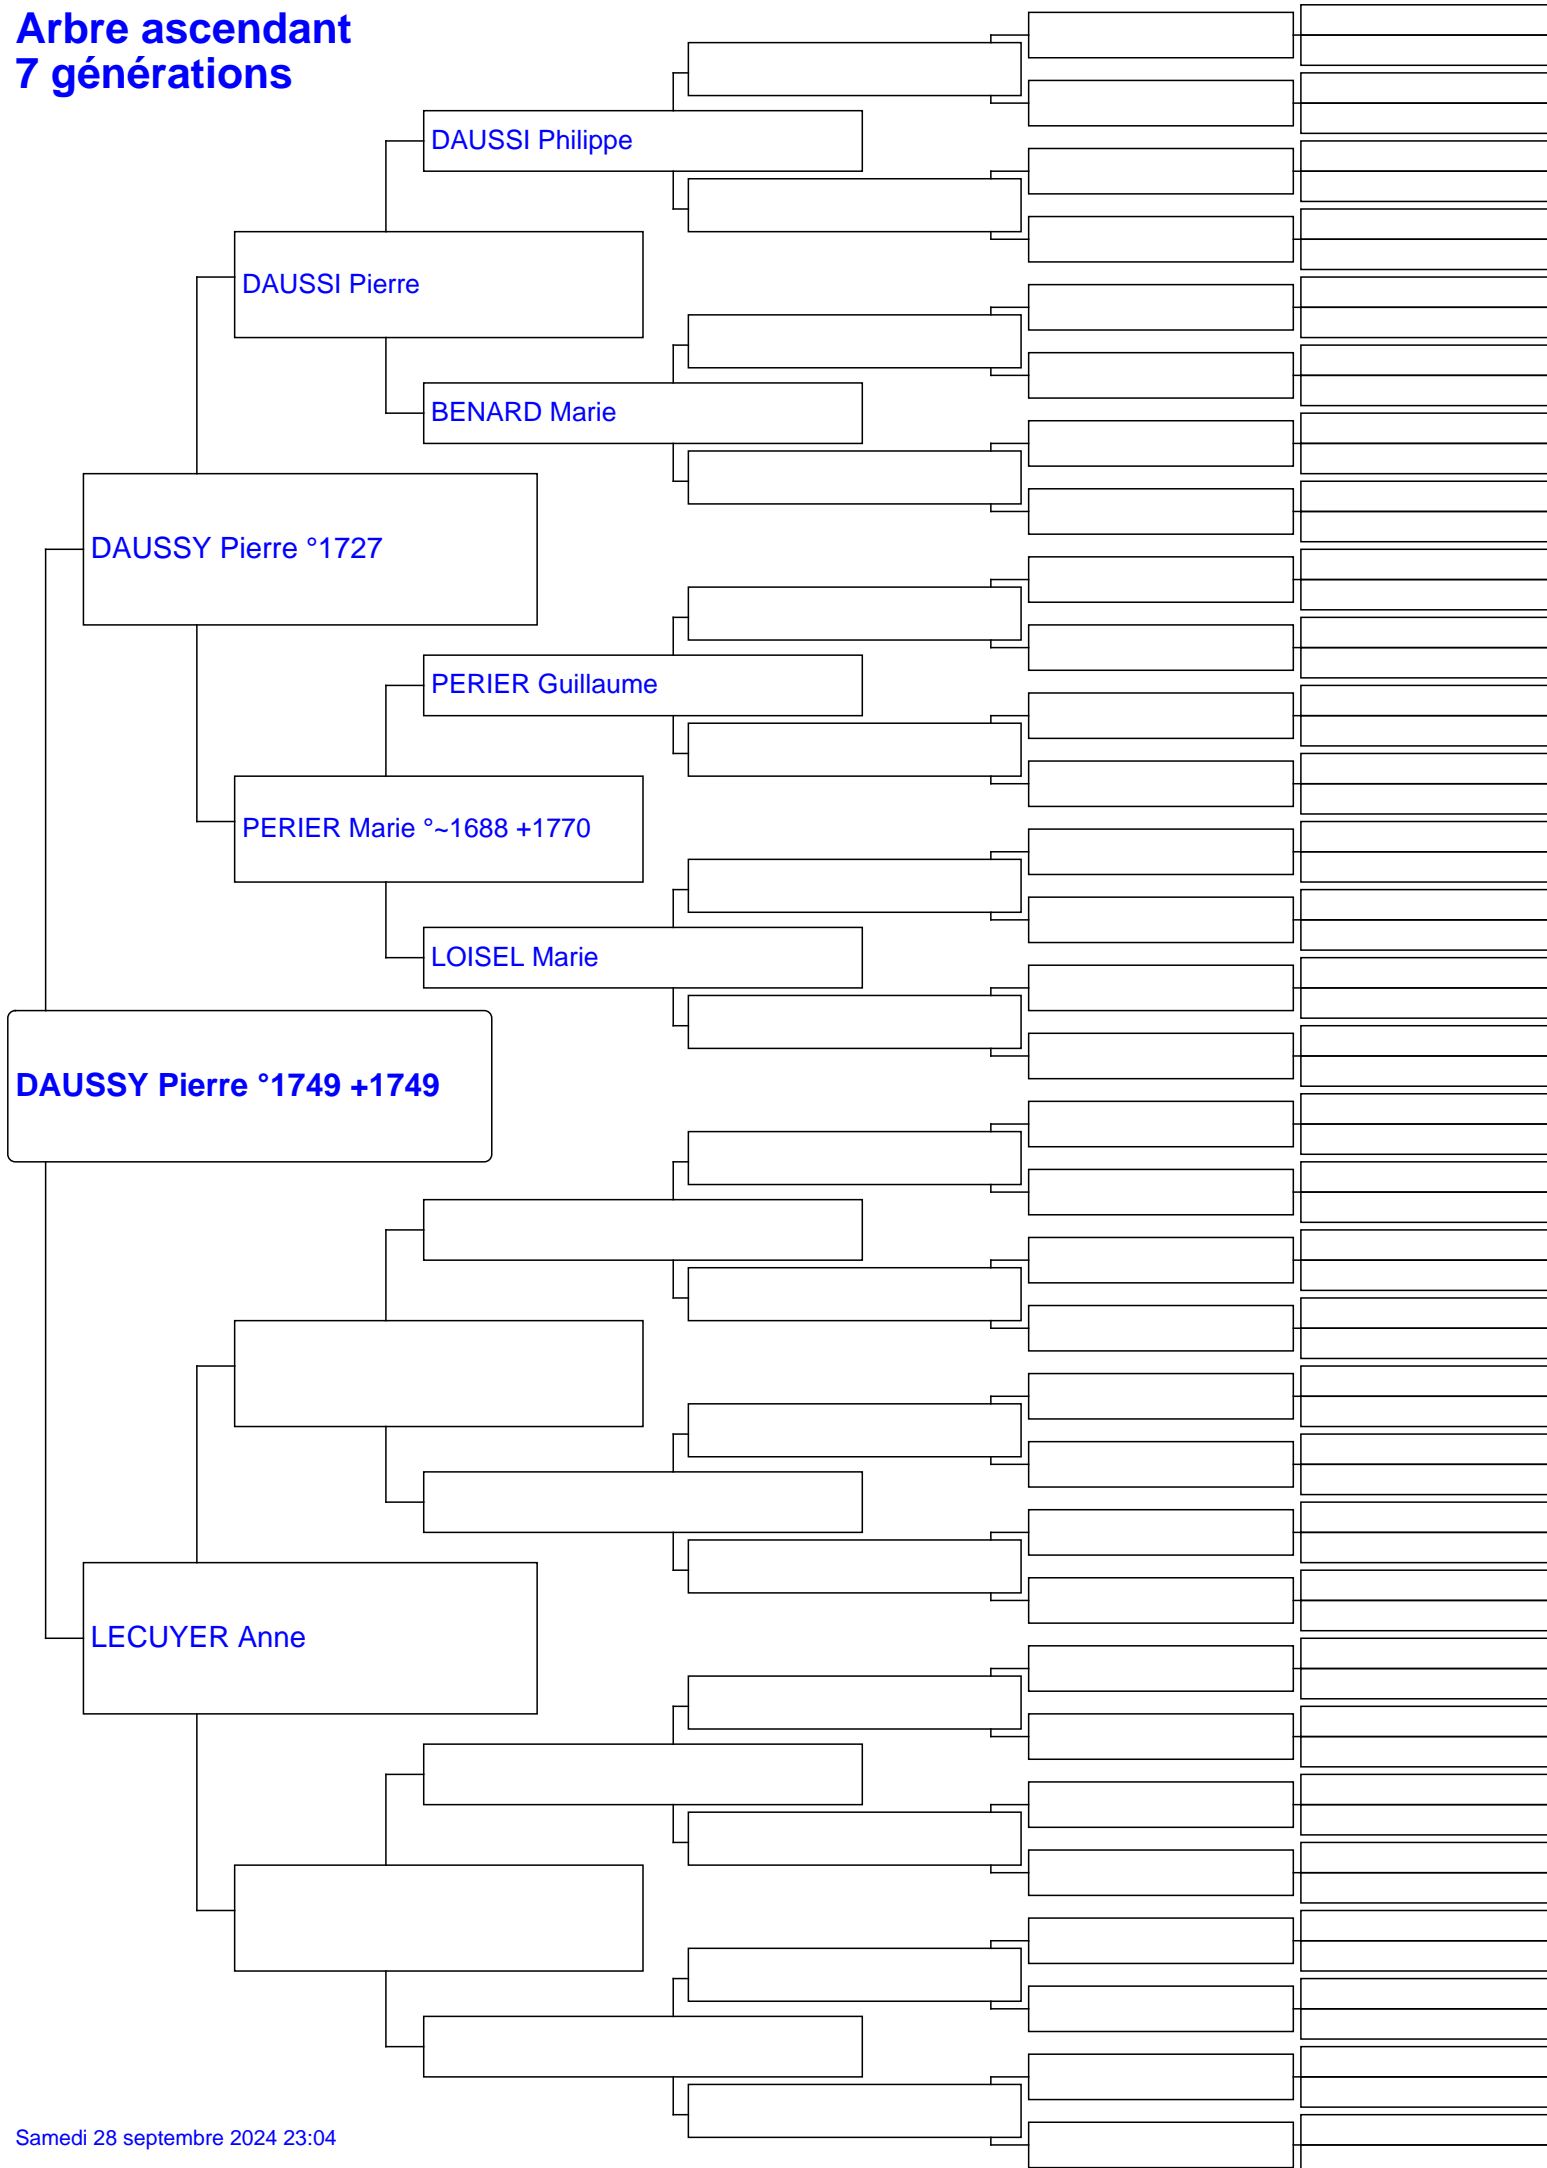 Arbre ascendant
7 générations
DAUSSI Philippe
DAUSSI Pierre
BENARD Marie
DAUSSY Pierre °1727
PERIER Guillaume
PERIER Marie °~1688 +1770
LOISEL Marie
DAUSSY Pierre °1749 +1749
LECUYER Anne
Samedi 28 septembre 2024 23:04